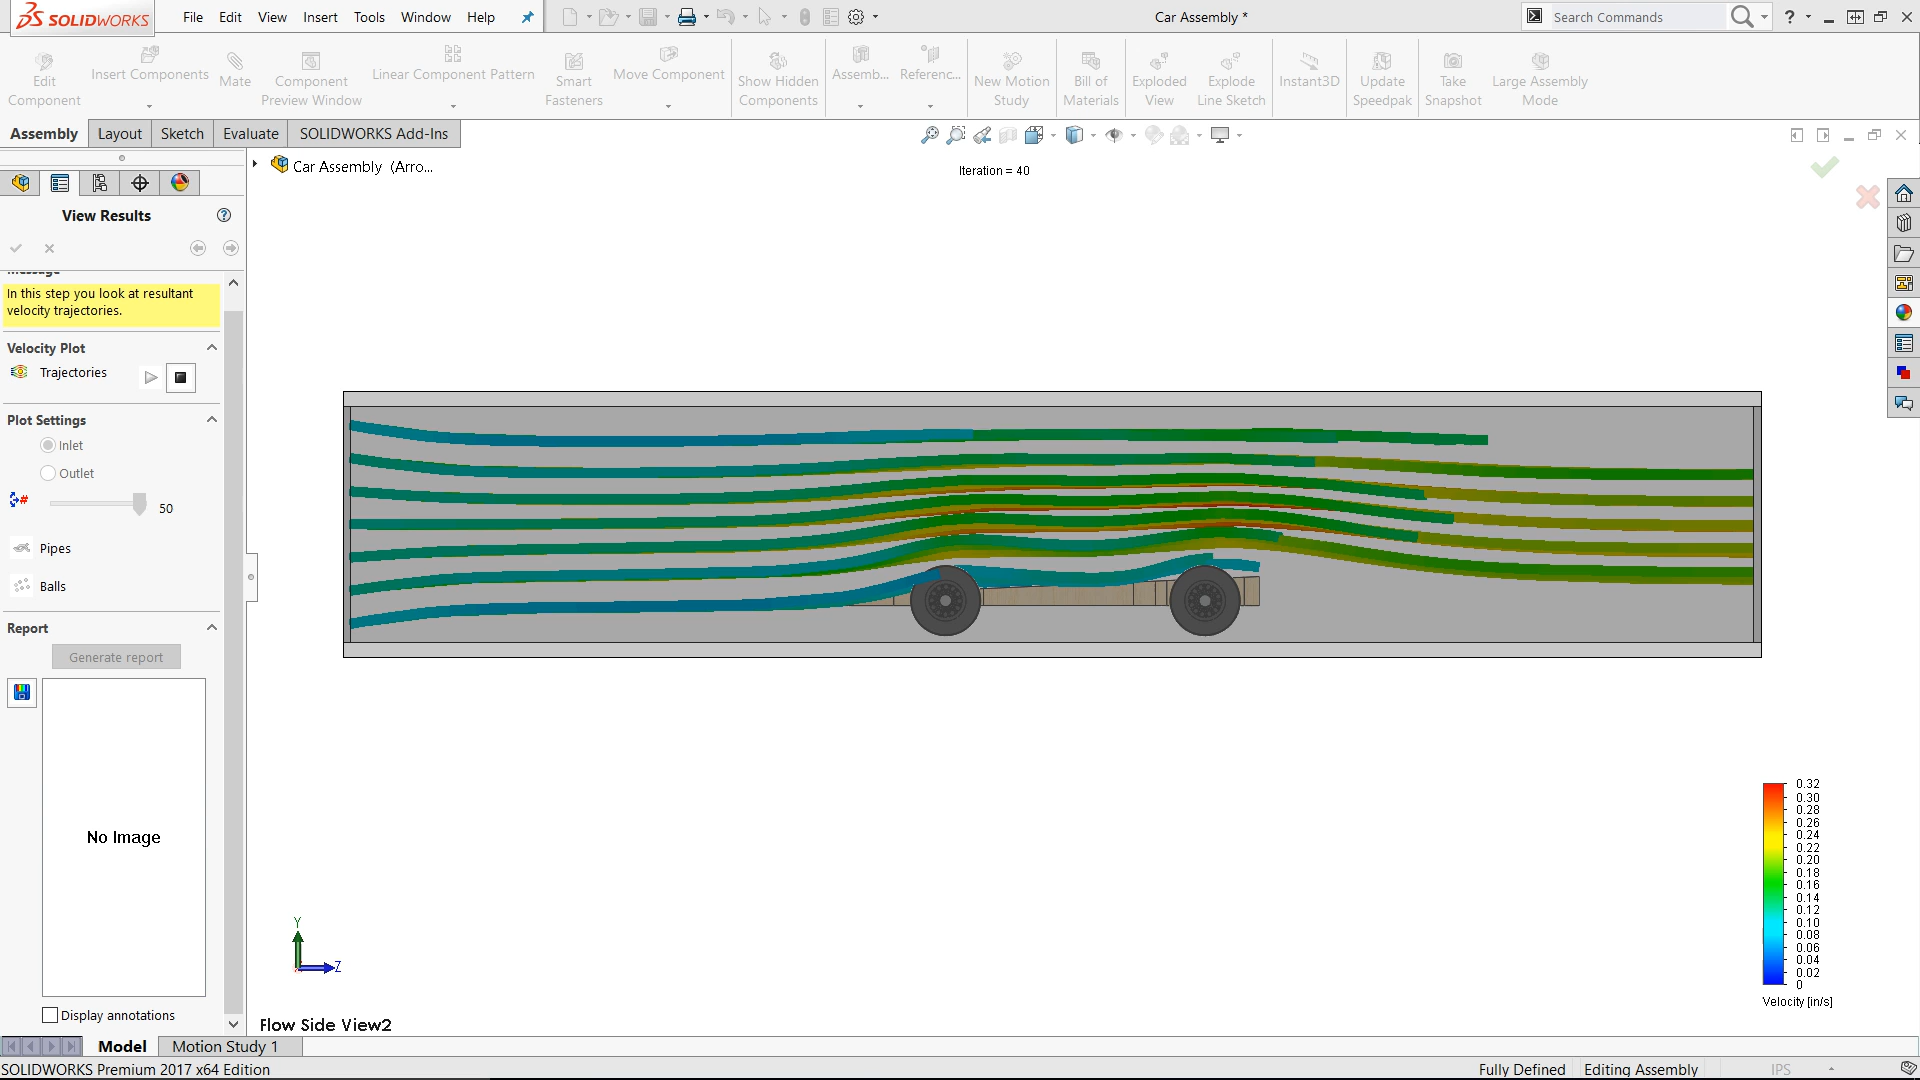 SOLIDWORKS
File Edit View Insert Tools Window Help
Car Assembly *
Search Commands
?
Edit Component
Insert Components
Mate
Component Preview Window
Linear Component Pattern
Smart Fasteners
Move Component
Show Hidden Components
Assemb...
Referenc...
New Motion Study
Bill of Materials
Exploded View
Explode Line Sketch
Instant3D
Update Speedpak
Take Snapshot
Large Assembly Mode
Assembly Layout Sketch Evaluate SOLIDWORKS Add-Ins
Car Assembly (Arro...
Iteration = 40
View Results
Message
In this step you look at resultant
velocity trajectories.
Velocity Plot
Trajectories
Plot Settings
Inlet
Outlet
50
Pipes
Balls
Report
Generate report
No Image
Display annotations
0.32
0.30
0.28
0.26
0.24
0.22
0.20
0.18
0.16
0.14
0.12
0.10
0.08
0.06
0.04
0.02
0
Velocity [in/s]
Y
Z
Flow Side View2
Model Motion Study 1
SOLIDWORKS Premium 2017 x64 Edition
Fully Defined Editing Assembly IPS